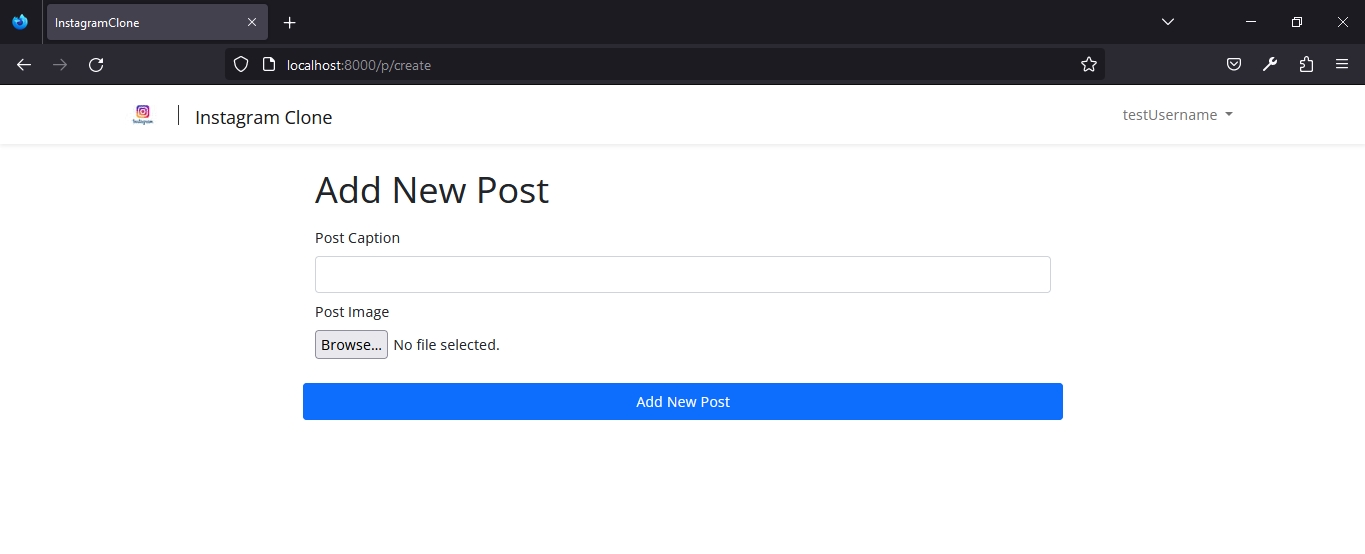 InstagramClone
localhost:8000/p/create
Instagram
Instagram Clone
testUsername
Add New Post
Post Caption
Post Image
Browse... No file selected.
Add New Post